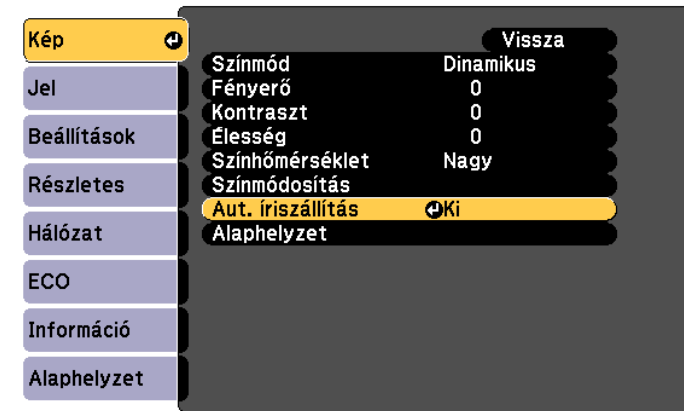 Kép
Jel
Beállítások
Részletes
Hálózat
ECO
Információ
Alaphelyzet
Vissza
Színmód Dinamikus
Fényerő 0
Kontraszt 0
Élesség 0
Színhőmérséklet Nagy
Színmódosítás
Aut. íriszállítás Ki
Alaphelyzet